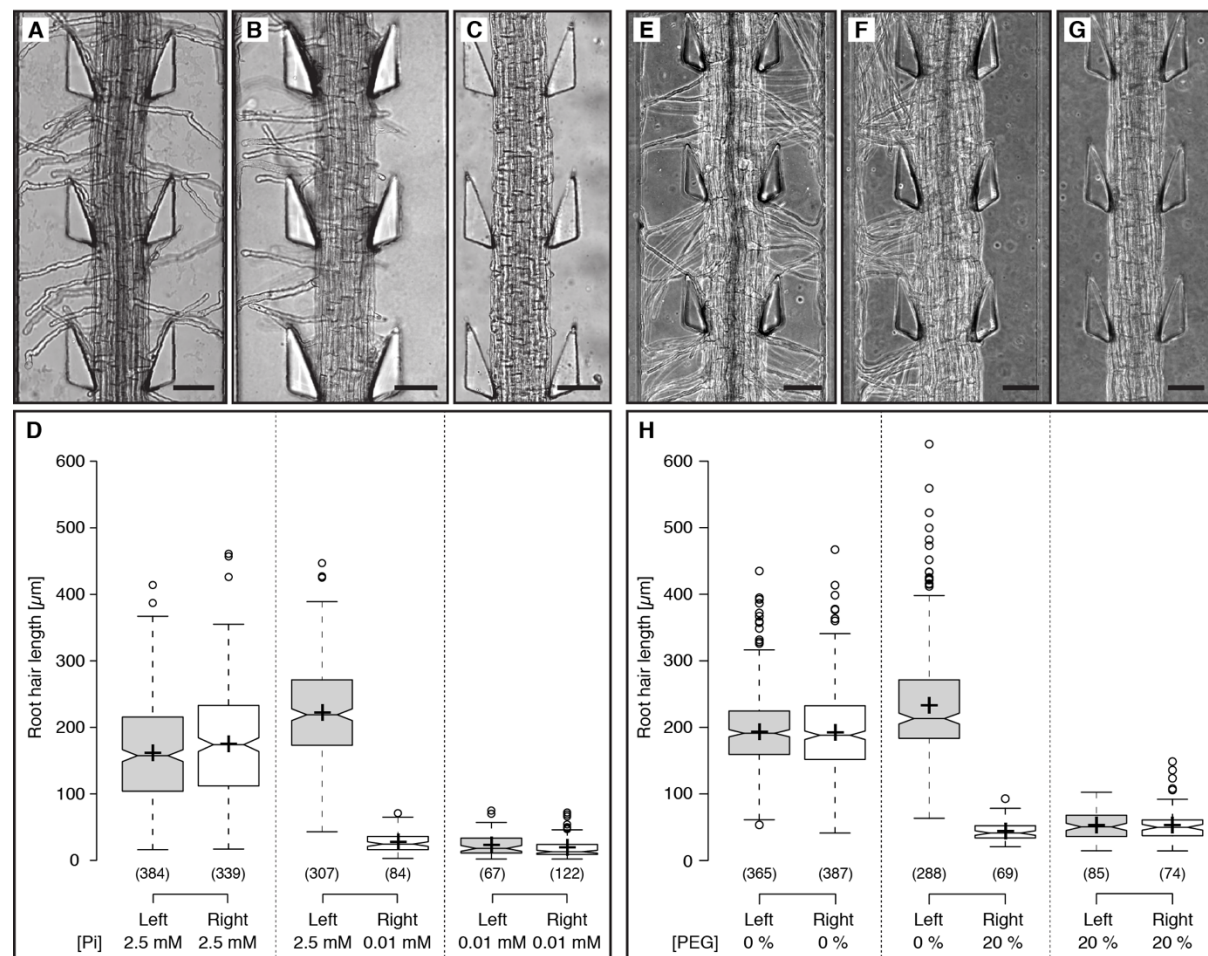 A
B
C
E
F
G
D
Root hair length [µm]
600
500
400
300
200
100
0
(384) (339) (307) (84) (67) (122)
Left Right Left Right Left Right
[Pi] 2.5 mM 2.5 mM 2.5 mM 0.01 mM 0.01 mM 0.01 mM
H
Root hair length [µm]
600
500
400
300
200
100
0
(365) (387) (288) (69) (85) (74)
Left Right Left Right Left Right
[PEG] 0 % 0 % 0 % 20 % 20 % 20 %